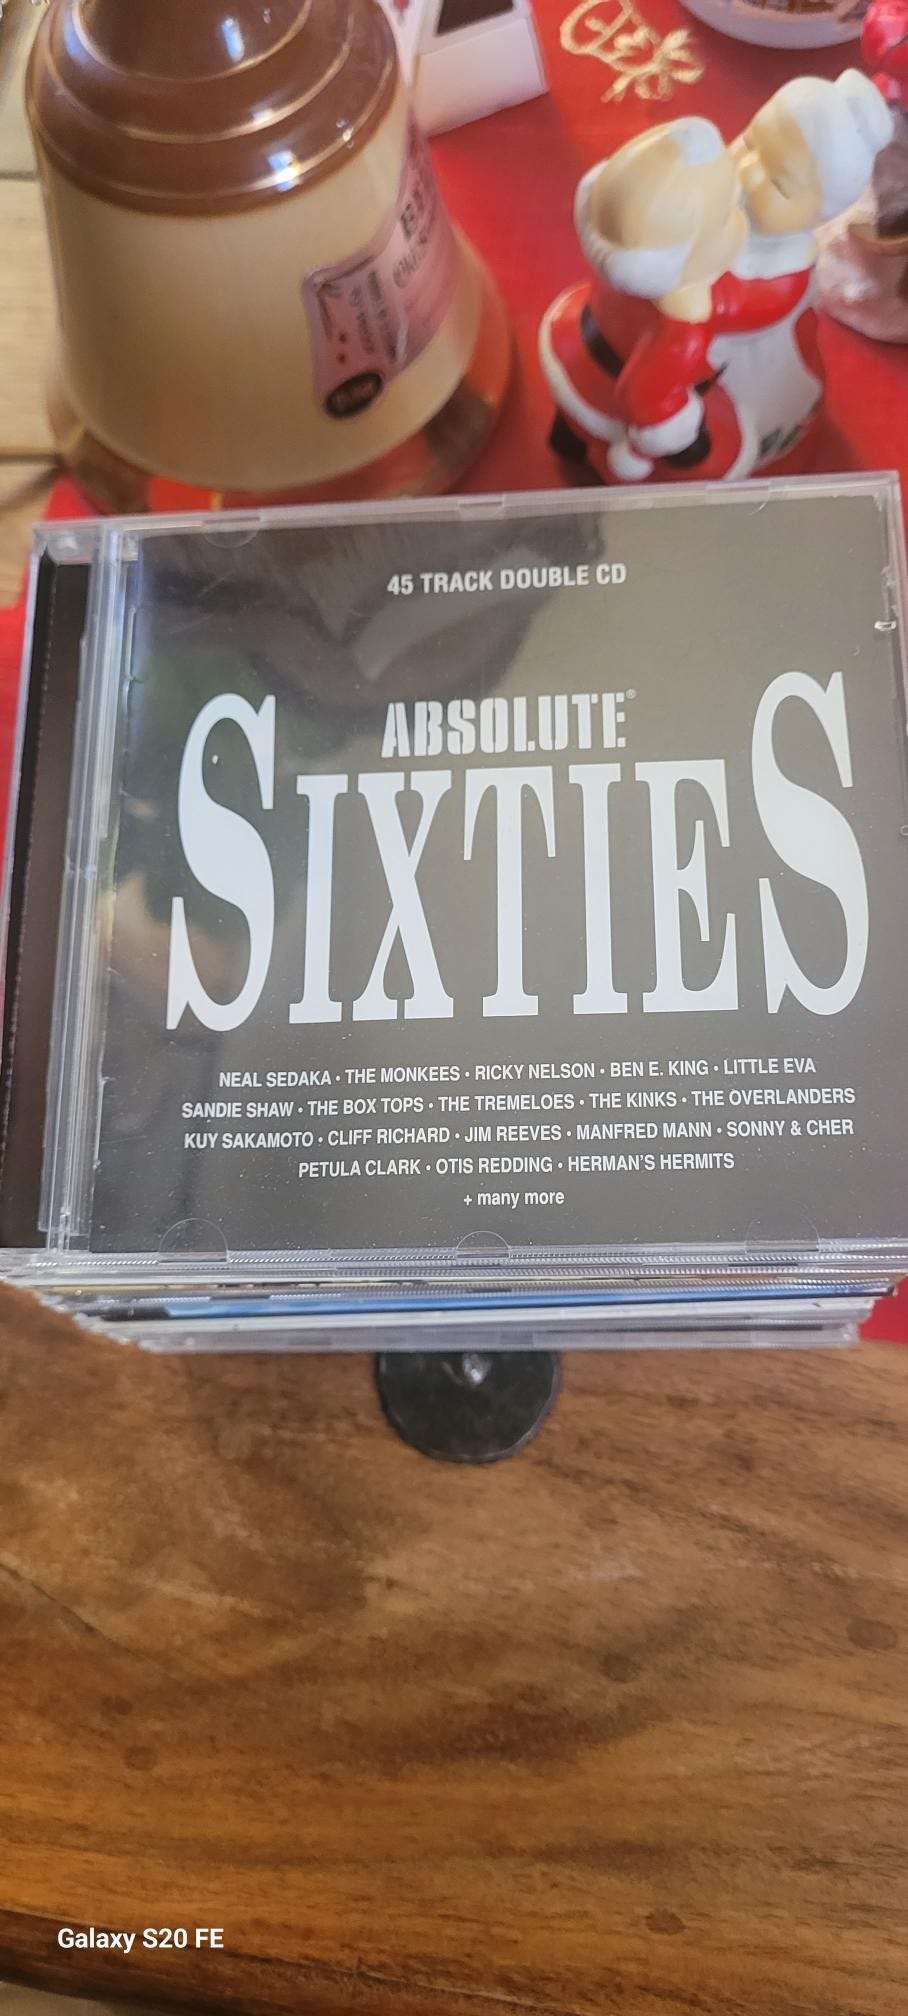 45 TRACK DOUBLE CD
ABSOLUTE®
SIXTIES
NEAL SEDAKA • THE MONKEES • RICKY NELSON • BEN E. KING • LITTLE EVA
SANDIE SHAW • THE BOX TOPS • THE TREMELOES • THE KINKS • THE OVERLANDERS
KUY SAKAMOTO • CLIFF RICHARD • JIM REEVES • MANFRED MANN • SONNY & CHER
PETULA CLARK • OTIS REDDING • HERMAN'S HERMITS
+ many more
Galaxy S20 FE